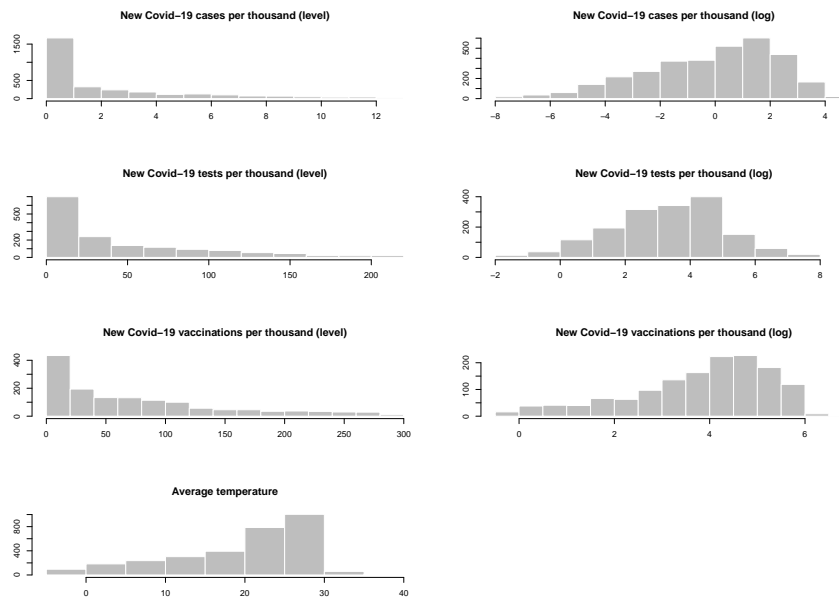 New Covid−19 cases per thousand (level)
0 500 1500
0 2 4 6 8 10 12
New Covid−19 cases per thousand (log)
0 200 500
−8 −6 −4 −2 0 2 4
New Covid−19 tests per thousand (level)
0 200 500
0 50 100 150 200
New Covid−19 tests per thousand (log)
0 200 400
−2 0 2 4 6 8
New Covid−19 vaccinations per thousand (level)
0 200 400
0 50 100 150 200 250 300
New Covid−19 vaccinations per thousand (log)
0 100 200
0 2 4 6
Average temperature
0 400 800
0 10 20 30 40